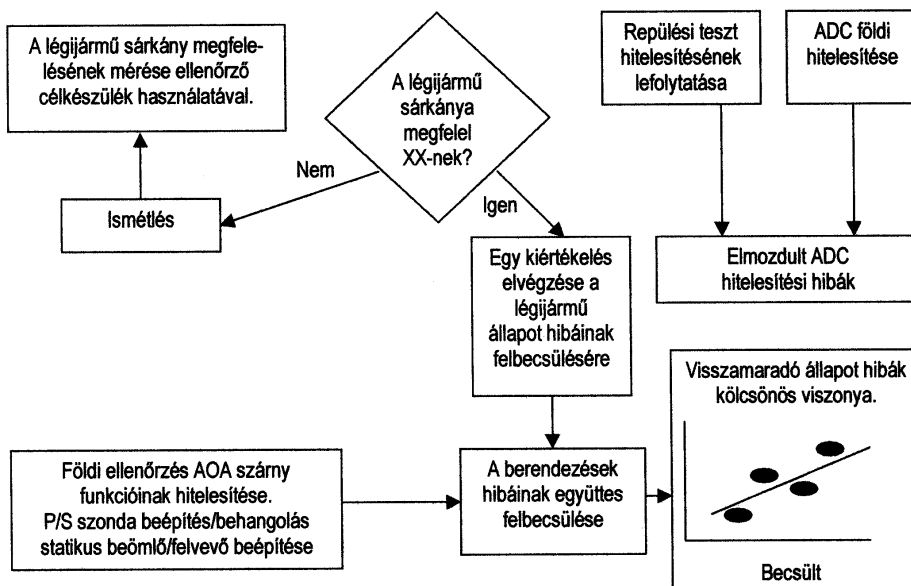 A légijármű sárkány megfele-
lésének mérése ellenőrző
célkészülék használatával.
A légijármű
sárkánya
megfelel
XX-nek?
Repülési teszt
hitelesítésének
lefolytatása
ADC földi
hitelesítése
Nem
Igen
Ismétlés
Egy kiértékelés
elvégzése a
légijármű
állapot hibáinak
felbecsülésére
Elmozdult ADC
hitelesítési hibák
Visszamaradó állapot hibák
kölcsönös viszonya.
Földi ellenőrzés AOA szárny
funkcióinak hitelesítése.
P/S szonda beépítés/behangolás
statikus beömlő/felvevő beépítése
A berendezések
hibáinak együttes
felbecsülése
Becsült